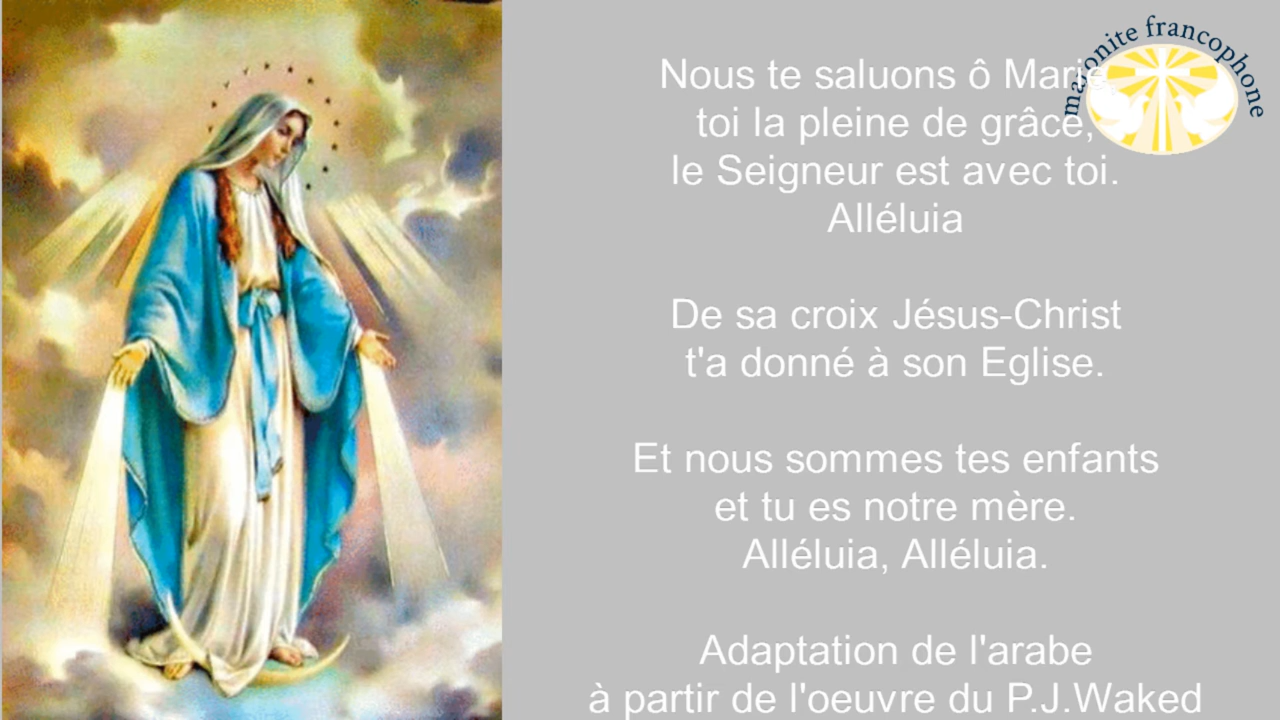 maronite francophone
Nous te saluons ô Marie,
toi la pleine de grâce,
le Seigneur est avec toi.
Alléluia
De sa croix Jésus-Christ
t'a donné à son Eglise.
Et nous sommes tes enfants
et tu es notre mère.
Alléluia, Alléluia.
Adaptation de l'arabe
à partir de l'oeuvre du P.J.Waked